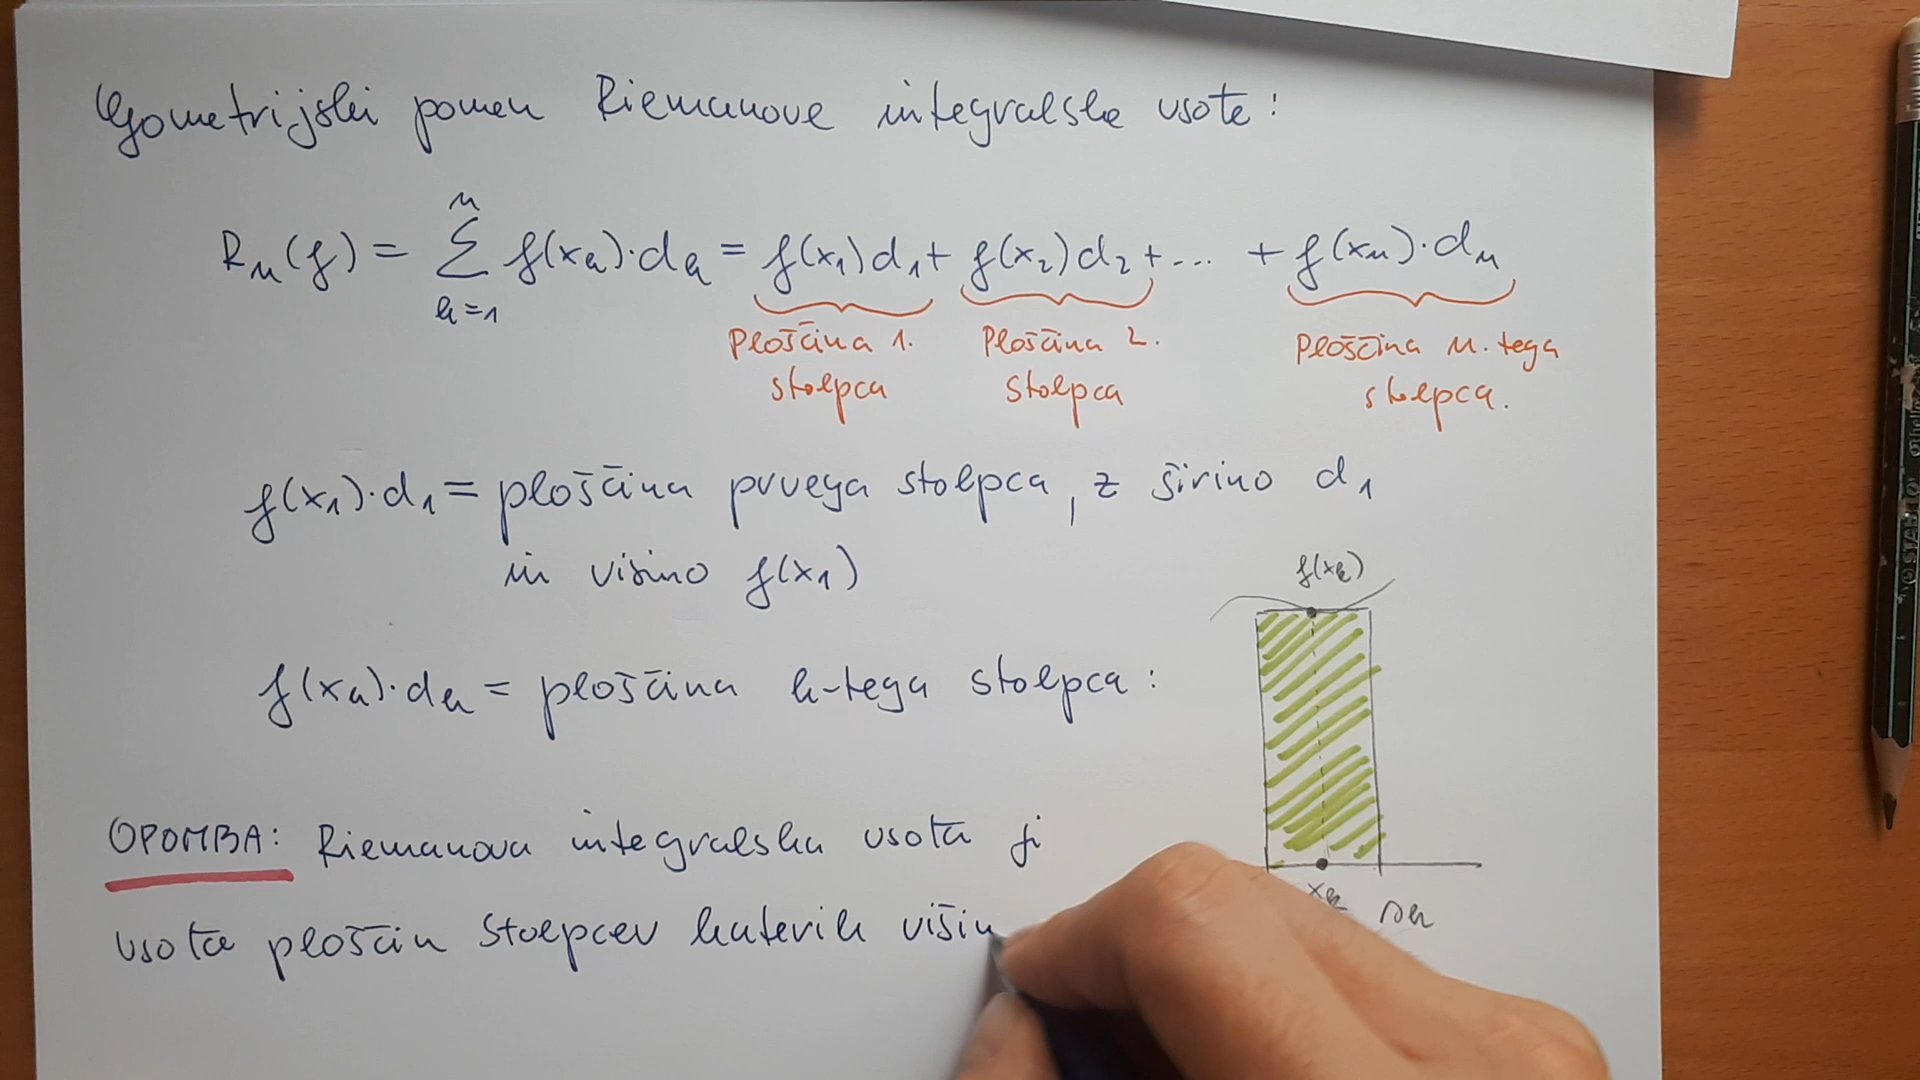 Geometrijski pomen Riemanove integralske vsote:
n
R_n(f) = Σ f(x_k)·d_k = f(x_1)d_1 + f(x_2)d_2 + ... + f(x_n)·d_n
k=1
Ploščina 1. Ploščina 2. Ploščina n. tega
stolpca stolpca stolpca.
f(x_1)·d_1 = ploščina prvega stolpca, z širino d_1
in višino f(x_1)
f(x_k)
f(x_k)·d_k = ploščina k-tega stolpca:
OPOMBA: Riemanova integralska vsota ji
x_k
vsota ploščin stolpcev katerih višin